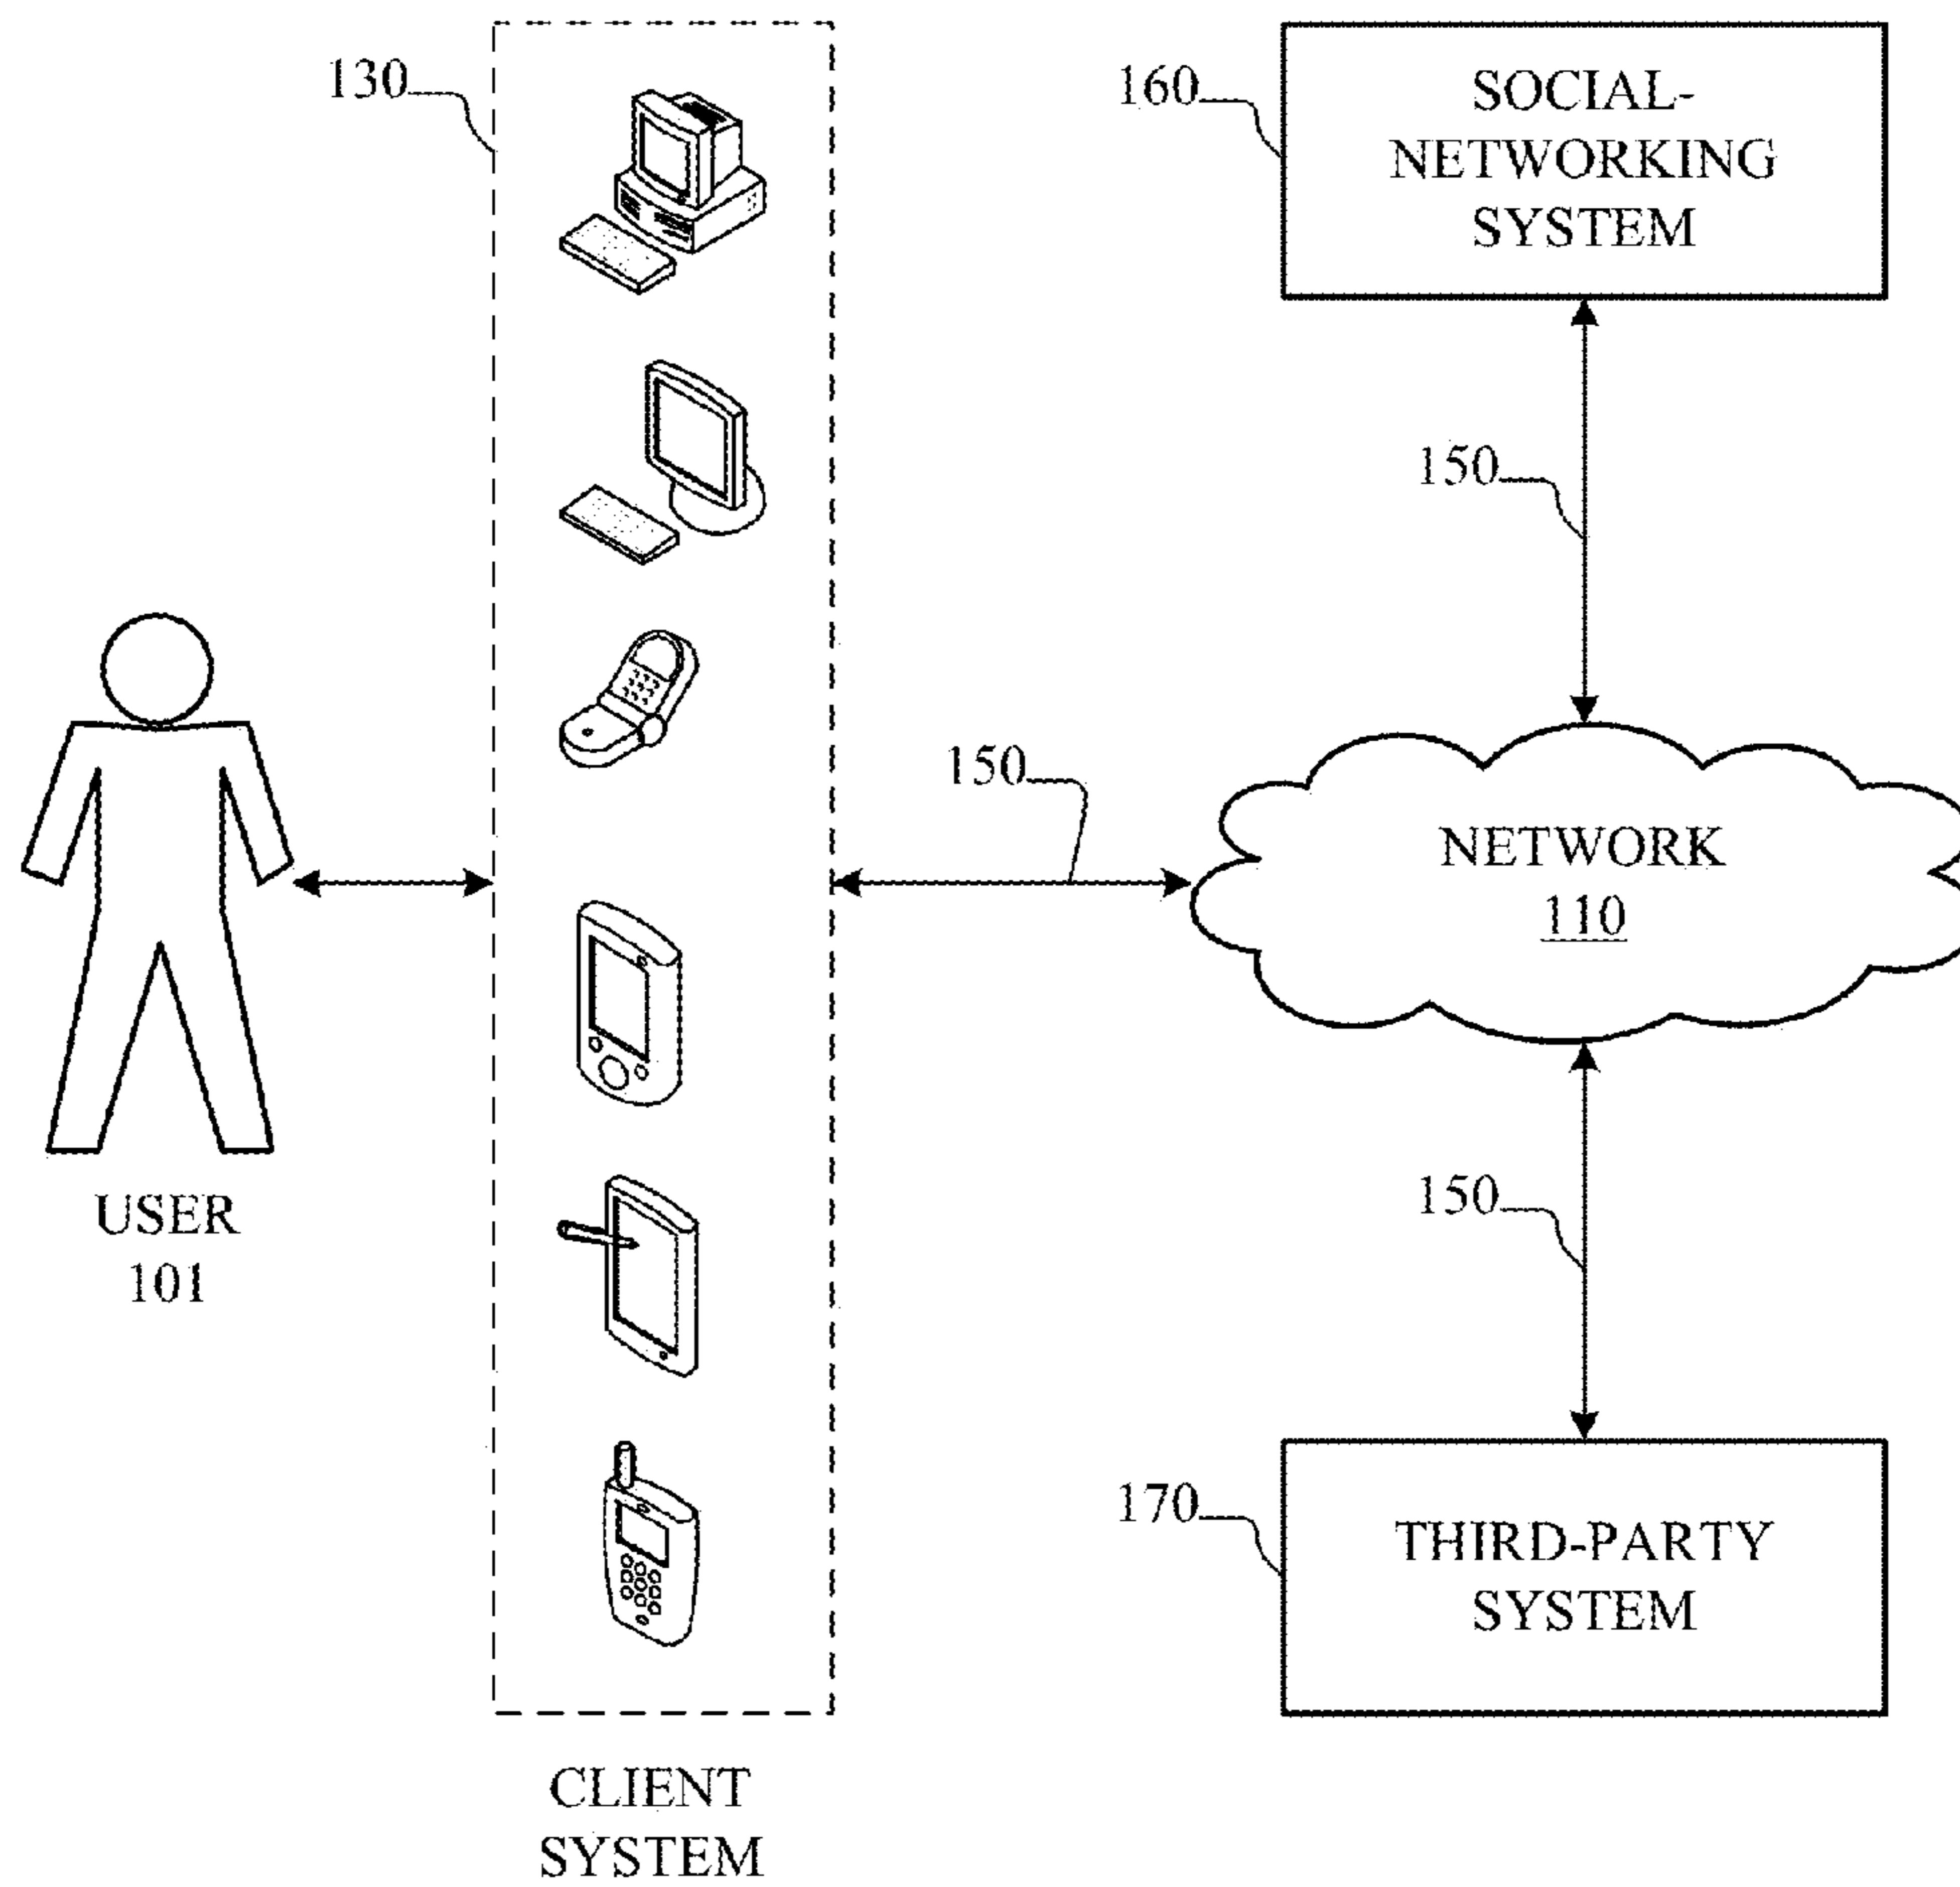 130
160
SOCIAL-
NETWORKING
SYSTEM
150
150
NETWORK
110
USER
101
150
170
THIRD-PARTY
SYSTEM
CLIENT
SYSTEM